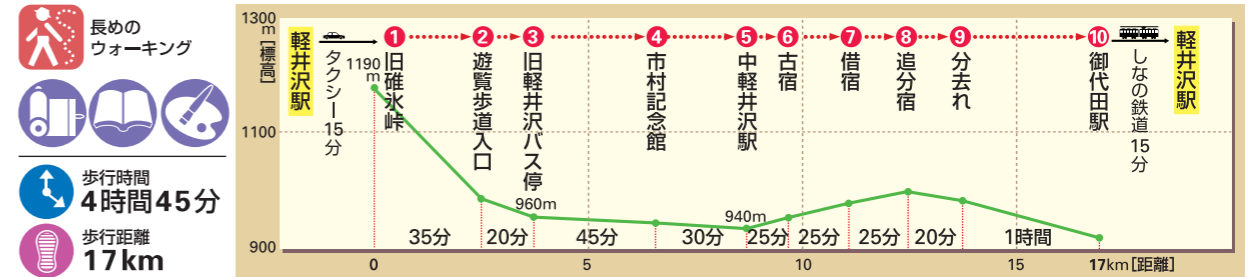 長めの
ウォーキング
歩行時間
4時間45分
歩行距離
17km
1300
m
[標高]
1100
900
軽井沢駅
タクシー15分
1190
m
1 旧碓氷峠
2 遊覧歩道入口
3 旧軽井沢バス停
960m
4 市村記念館
5 中軽井沢駅
940m
6 古宿
7 借宿
8 追分宿
9 分去れ
10 御代田駅
しなの鉄道15分
軽井沢駅
35分
20分
45分
30分
25分
25分
25分
20分
1時間
0
5
10
15
17km[距離]